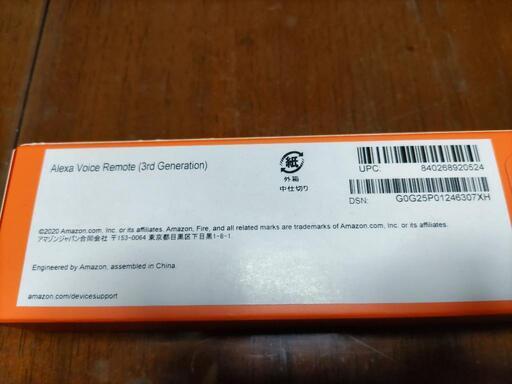 Alexa Voice Remote (3rd Generation)
紙
外箱
中仕切り
UPC: 840268920524
DSN: G0G25P01246307XH
©2020 Amazon.com, Inc. or its affiliates. Amazon, Fire, and all related marks are trademarks of Amazon.com, Inc. or its affiliates.
アマゾンジャパン合同会社 〒153-0064 東京都目黒区下目黒1-8-1.
Engineered by Amazon, assembled in China.
amazon.com/devicesupport